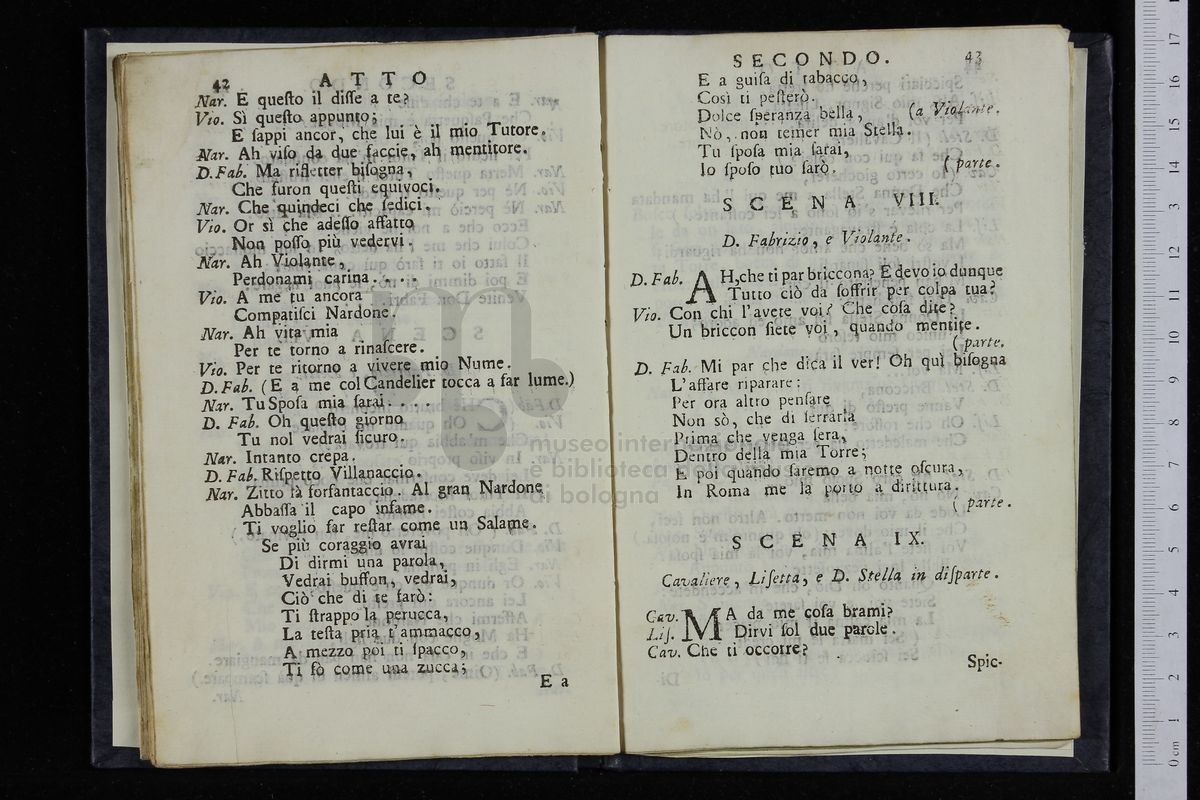 42 ATTO
Nar. E queſto il diſſe a te?
Vio. Sì queſto appunto;
E ſappi ancor, che lui è il mio Tutore.
Nar. Ah viſo da due faccie, ah mentitore.
D. Fab. Ma rifletter biſogna,
Che furon queſti equivoci.
Nar. Che quindeci che ſedici.
Vio. Or sì che adeſſo affatto
Non poſſo più vedervi.
Nar. Ah Violante,
Perdonami carina. . . .
Vio. A me tu ancora
Compatiſci Nardone.
Nar. Ah vita mia
Per te torno a rinaſcere.
Vio. Per te ritorno a vivere mio Nume.
D. Fab. (E a me col Candelier tocca a far lume.)
Nar. Tu Spoſa mia ſarai. . . .
D. Fab. Oh queſto giorno
Tu nol vedrai ſicuro.
Nar. Intanto crepa.
D. Fab. Riſpetto Villanaccio.
Nar. Zitto là forfantaccio. Al gran Nardone
Abbaſſa il capo infame.
Ti voglio far reſtar come un Salame.
Se più coraggio avrai
Di dirmi una parola,
Vedrai buffon, vedrai,
Ciò che di te farò:
Ti ſtrappo la perucca,
La teſta pria t'ammacco,
A mezzo poi ti ſpacco,
Ti fò come una zucca;
E a
SECONDO. 43
E a guiſa di tabacco,
Così ti peſterò.
Dolce ſperanza bella, (a Violante.
Nò, non temer mia Stella.
Tu ſpoſa mia ſarai,
Io ſpoſo tuo ſarò. (parte.
SCENA VIII.
D. Fabrizio, e Violante.
D. Fab. AH, che ti par briccona? E devo io dunque
Tutto ciò da ſoffrir per colpa tua?
Vio. Con chi l'avete voi? Che coſa dite?
Un briccon ſiete voi, quando mentite.
(parte.
D. Fab. Mi par che dica il ver! Oh quì biſogna
L'affare riparare:
Per ora altro penſare
Non sò, che di ſerrarla
Prima che venga ſera,
Dentro della mia Torre;
E poi quando ſaremo a notte oſcura,
In Roma me la porto a dirittura.
(parte.
SCENA IX.
Cavaliere, Liſetta, e D. Stella in diſparte.
Cav. MA da me coſa brami?
Liſ. Dirvi ſol due parole.
Cav. Che ti occorre?
Spic-
museo internazionale
e biblioteca della musica
di bologna